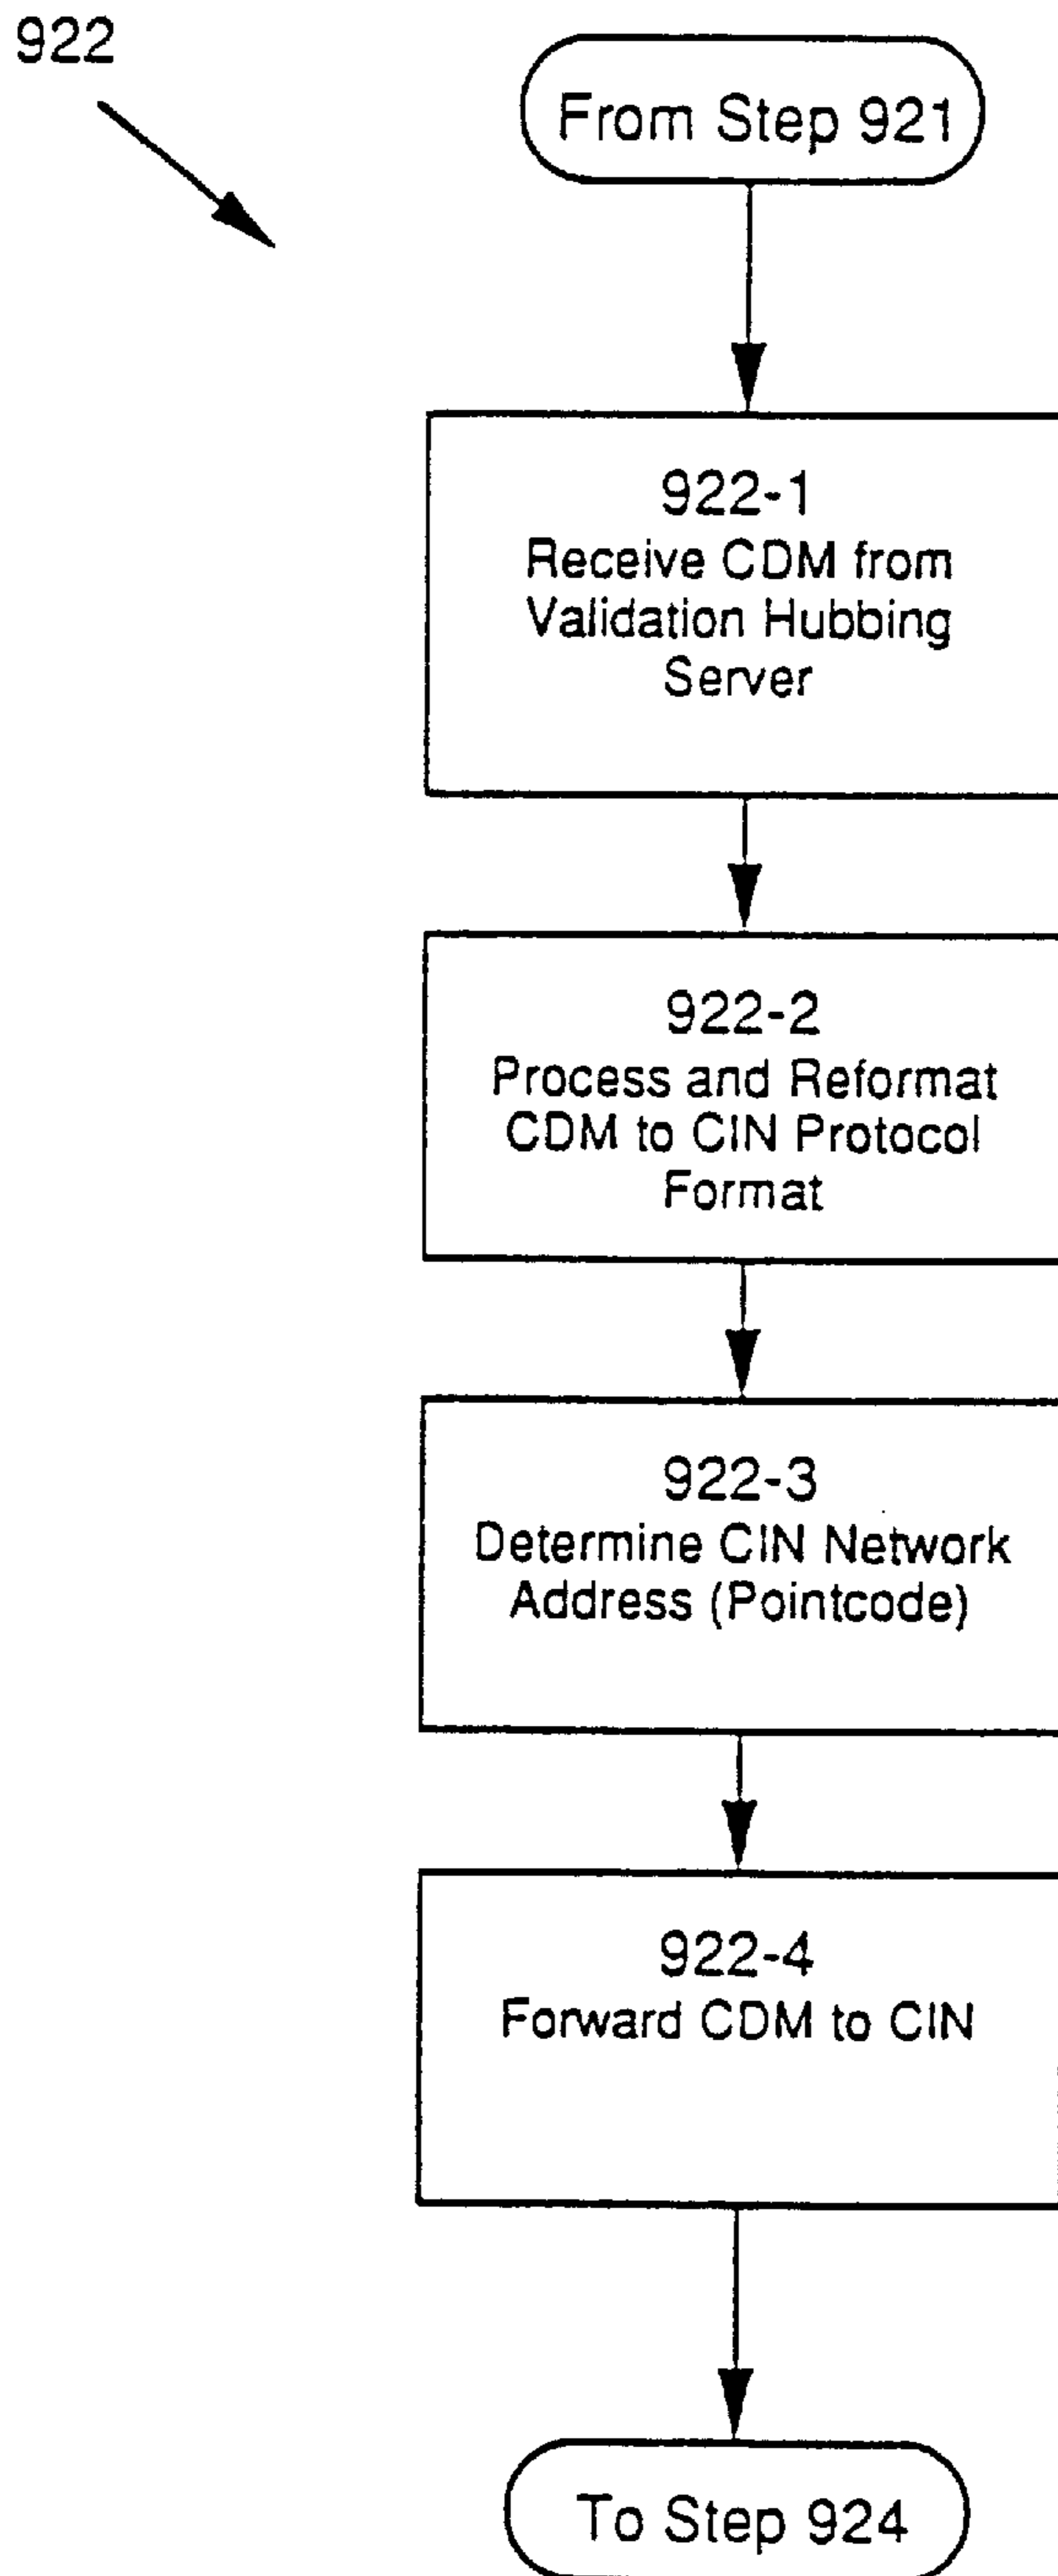 922
From Step 921
922-1
Receive CDM from
Validation Hubbing
Server
922-2
Process and Reformat
CDM to CIN Protocol
Format
922-3
Determine CIN Network
Address (Pointcode)
922-4
Forward CDM to CIN
To Step 924